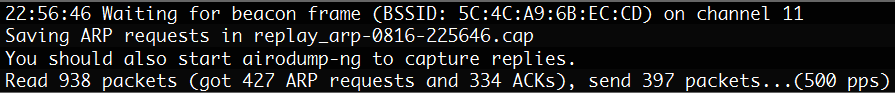 22:56:46 Waiting for beacon frame (BSSID: 5C:4C:A9:6B:EC:CD) on channel 11
Saving ARP requests in replay_arp-0816-225646.cap
You should also start airodump-ng to capture replies.
Read 938 packets (got 427 ARP requests and 334 ACKs), send 397 packets...(500 pps)